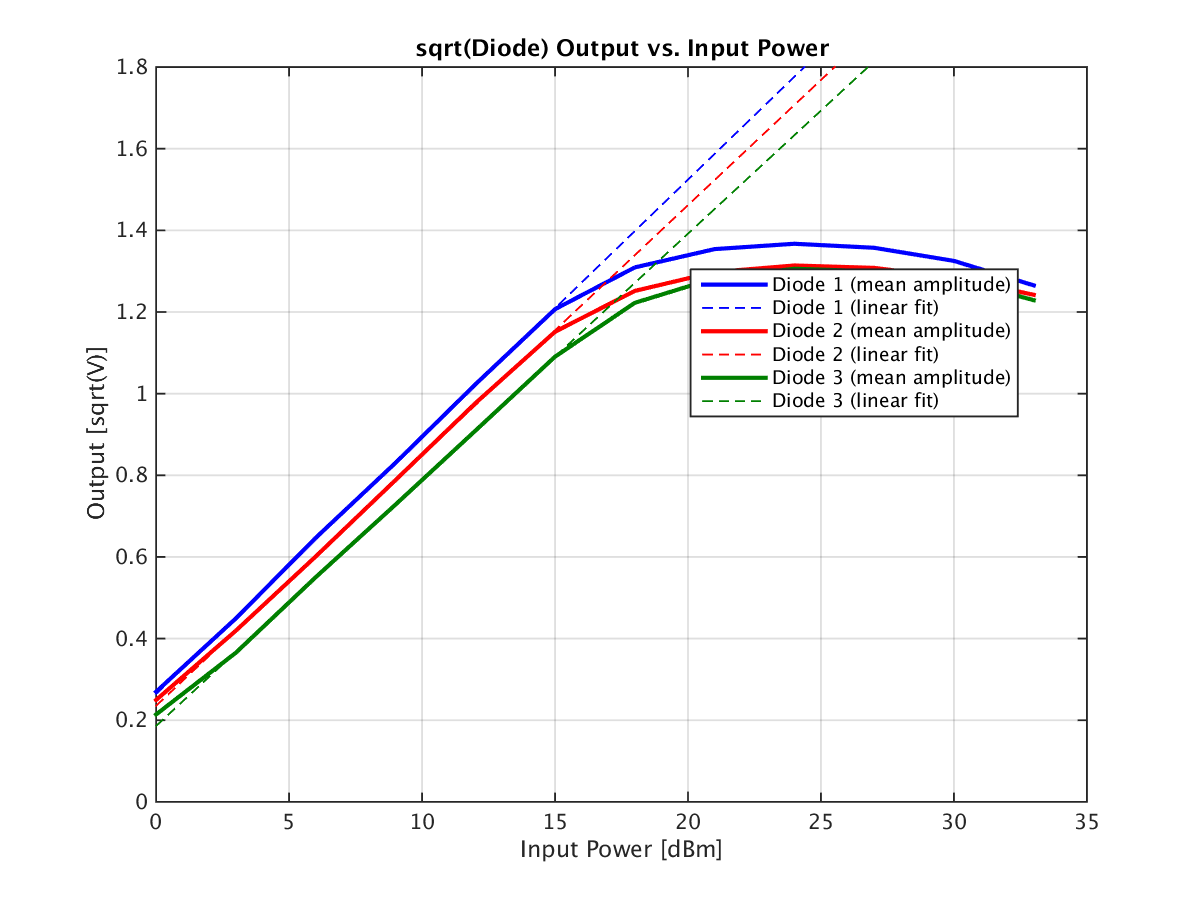 sqrt(Diode) Output vs. Input Power
1.8
1.6
1.4
1.2
1
0.8
0.6
0.4
0.2
0
Output [sqrt(V)]
Diode 1 (mean amplitude)
Diode 1 (linear fit)
Diode 2 (mean amplitude)
Diode 2 (linear fit)
Diode 3 (mean amplitude)
Diode 3 (linear fit)
0 5 10 15 20 25 30 35
Input Power [dBm]